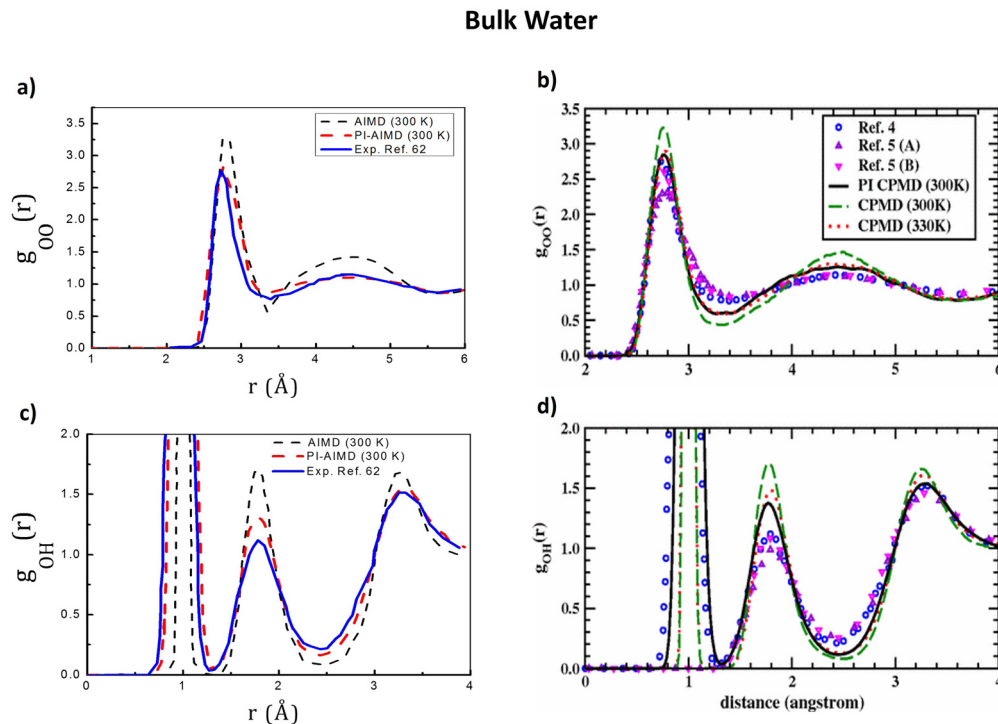 Bulk Water
a)
AIMD (300 K)
PI-AIMD (300 K)
Exp. Ref. 62
3.5
3.0
2.5
2.0
1.5
1.0
0.5
0.0
g_OO(r)
1 2 3 4 5 6
r (Å)
b)
Ref. 4
Ref. 5 (A)
Ref. 5 (B)
PI CPMD (300K)
CPMD (300K)
CPMD (330K)
3.5
3.0
2.5
2.0
1.5
1.0
0.5
0.0
g_OO(r)
2 3 4 5 6
c)
AIMD (300 K)
PI-AIMD (300 K)
Exp. Ref. 62
2.0
1.5
1.0
0.5
0.0
g_OH(r)
0 1 2 3 4
r (Å)
d)
2.0
1.5
1.0
0.5
0.0
g_OH(r)
0 1 2 3 4
distance (angstrom)